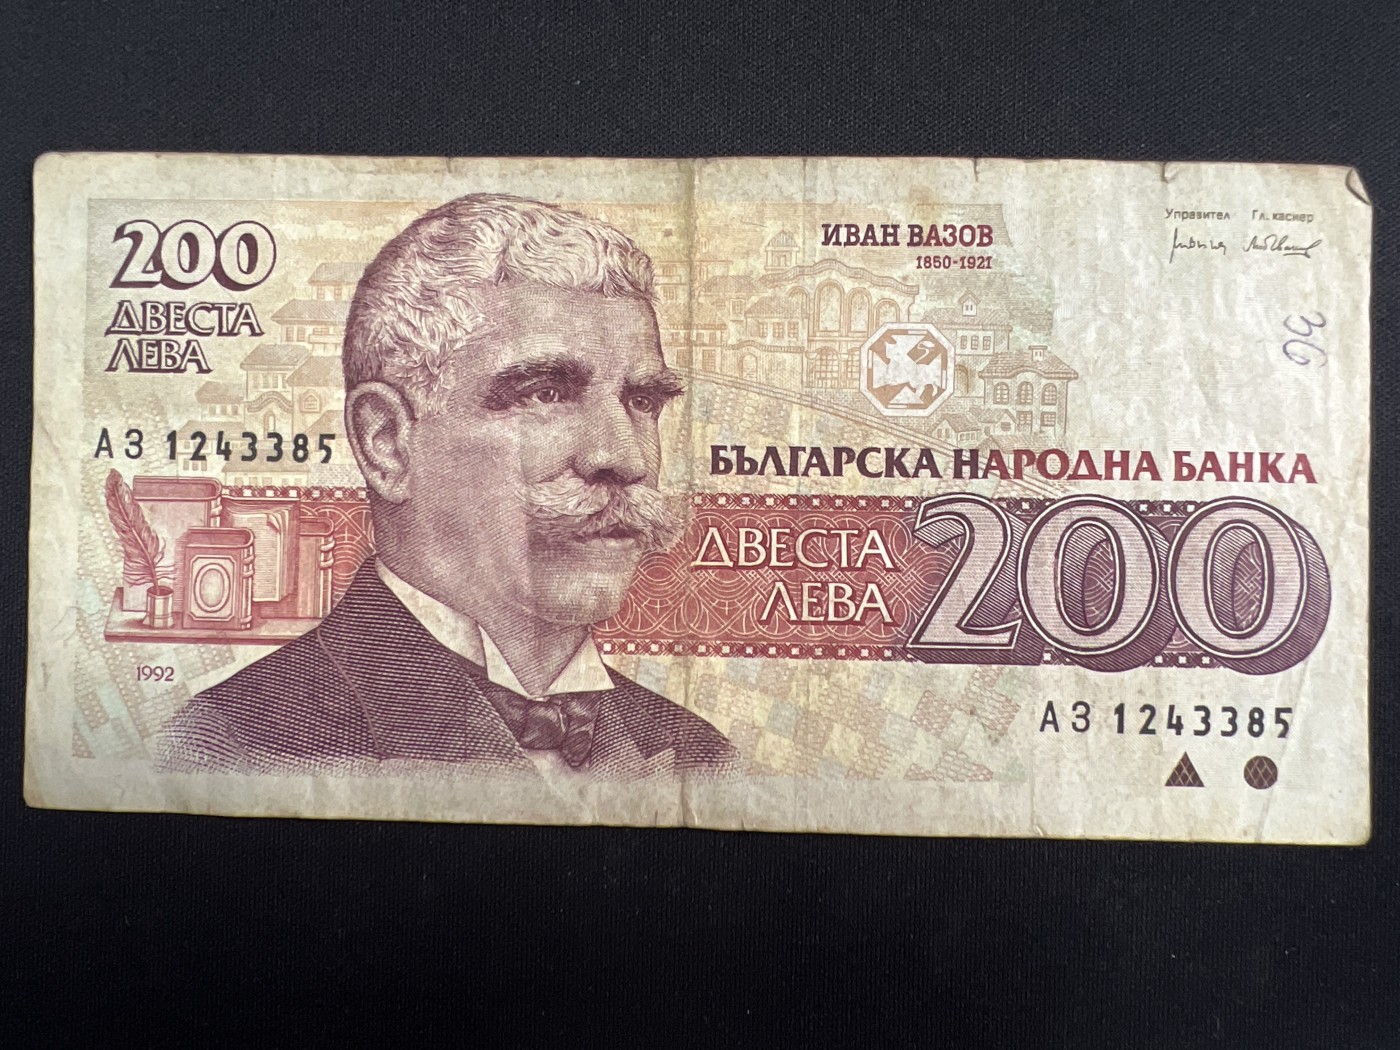 200
ДВЕСТА
ЛЕВА
ИВАН ВАЗОВ
1850-1921
Управител Гл. касиер
36
АЗ 1243385
БЪЛГАРСКА НАРОДНА БАНКА
ДВЕСТА
ЛЕВА
200
1992
АЗ 1243385